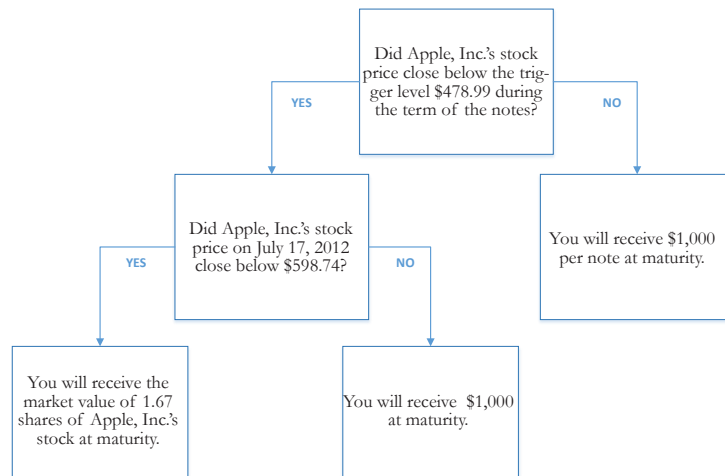 Did Apple, Inc.'s stock
price close below the trig-
ger level $478.99 during
the term of the notes?
YES
NO
Did Apple, Inc.'s stock
price on July 17, 2012
close below $598.74?
You will receive $1,000
per note at maturity.
YES
NO
You will receive the
market value of 1.67
shares of Apple, Inc.'s
stock at maturity.
You will receive $1,000
at maturity.